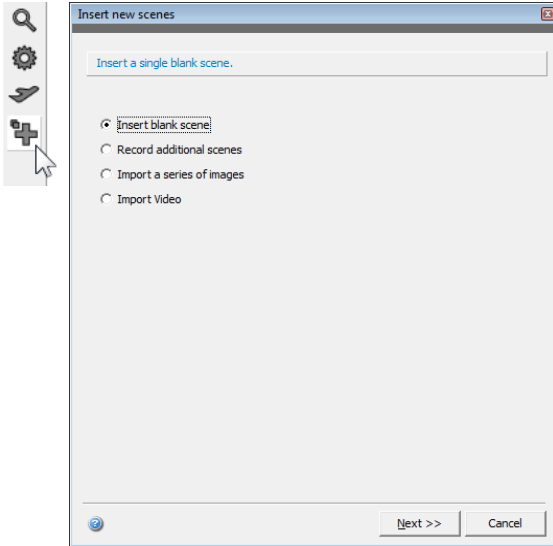 Insert new scenes
Insert a single blank scene.
Insert blank scene
Record additional scenes
Import a series of images
Import Video
Next >>
Cancel